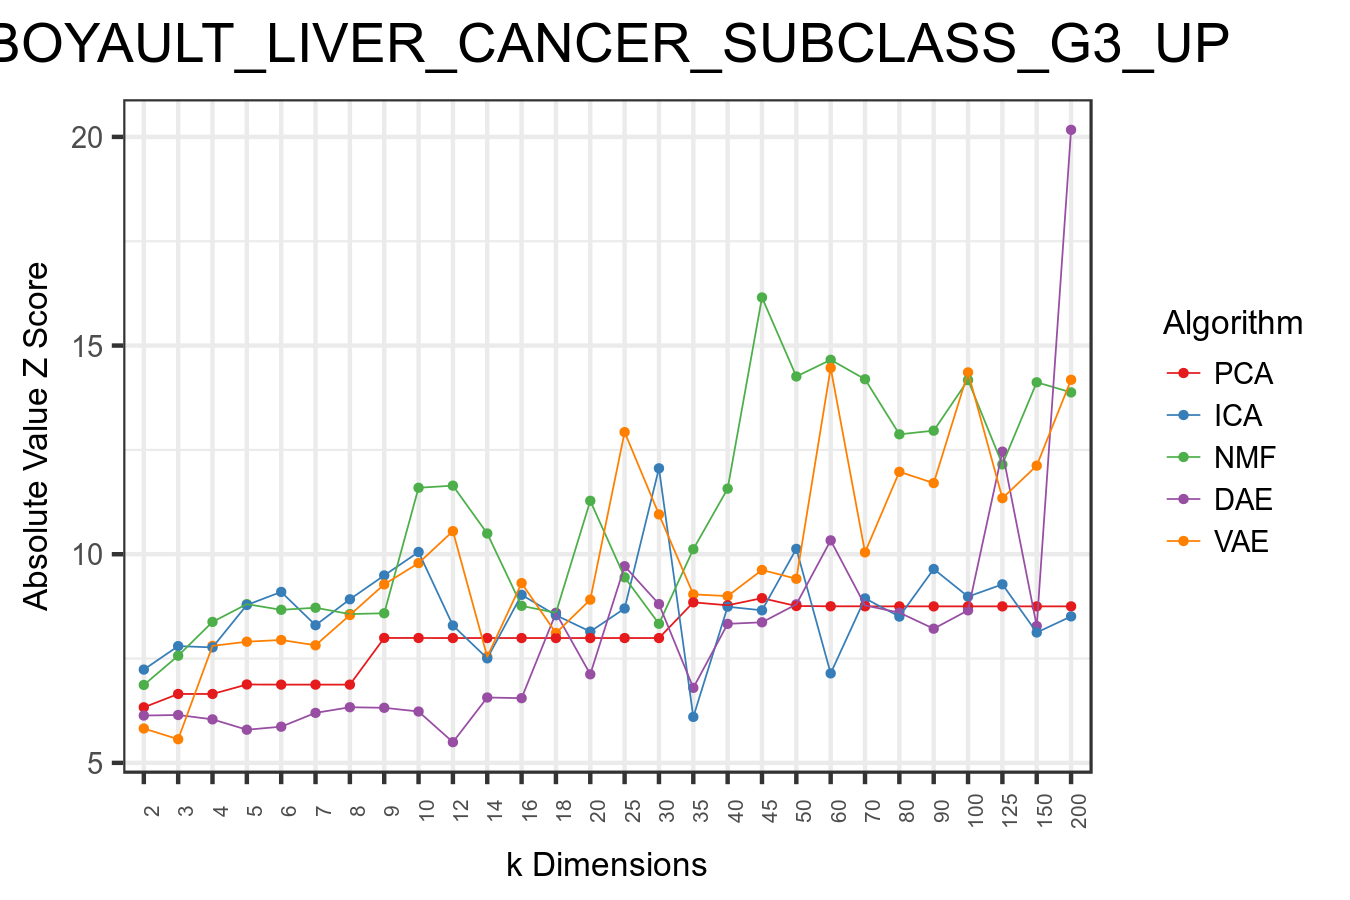 BOYAULT_LIVER_CANCER_SUBCLASS_G3_UP
Absolute Value Z Score
20
15
10
5
2 3 4 5 6 7 8 9 10 12 14 16 18 20 25 30 35 40 45 50 60 70 80 90 100 125 150 200
k Dimensions
Algorithm
PCA
ICA
NMF
DAE
VAE